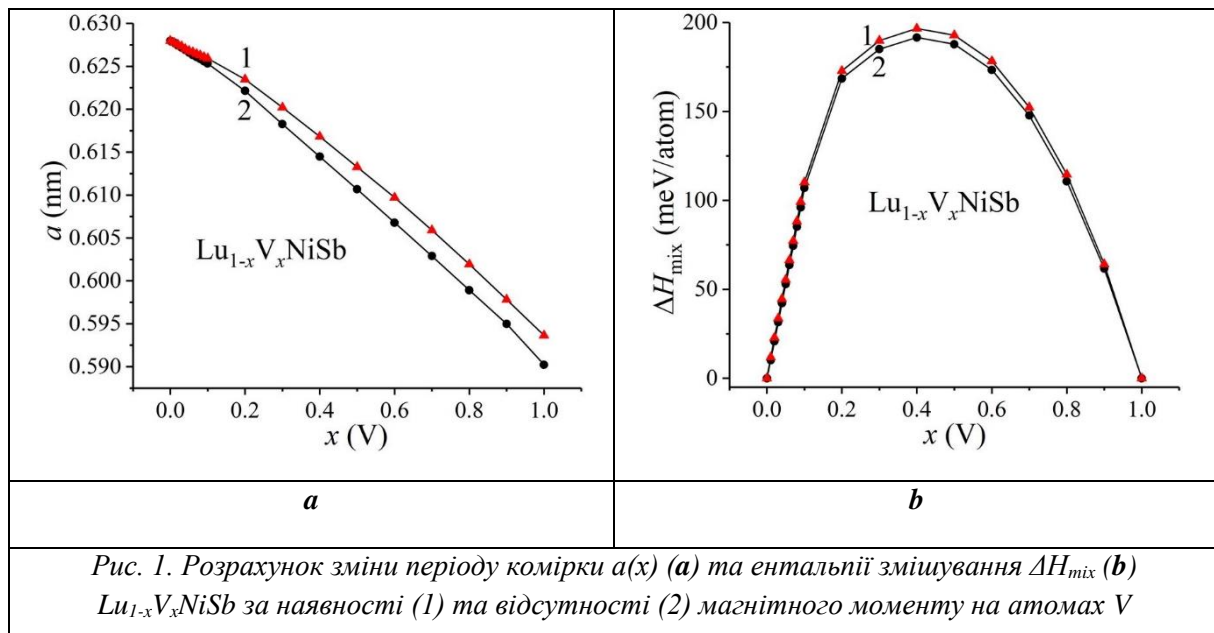 0.630
0.625
0.620
0.615
0.610
0.605
0.600
0.595
0.590
a (nm)
1
2
Lu1-xVxNiSb
0.0 0.2 0.4 0.6 0.8 1.0
x (V)
200
150
100
50
0
ΔHmix (meV/atom)
1
2
Lu1-xVxNiSb
0.0 0.2 0.4 0.6 0.8 1.0
x (V)
a b
Рис. 1. Розрахунок зміни періоду комірки a(x) (a) та ентальпії змішування ΔHmix (b)
Lu1-xVxNiSb за наявності (1) та відсутності (2) магнітного моменту на атомах V